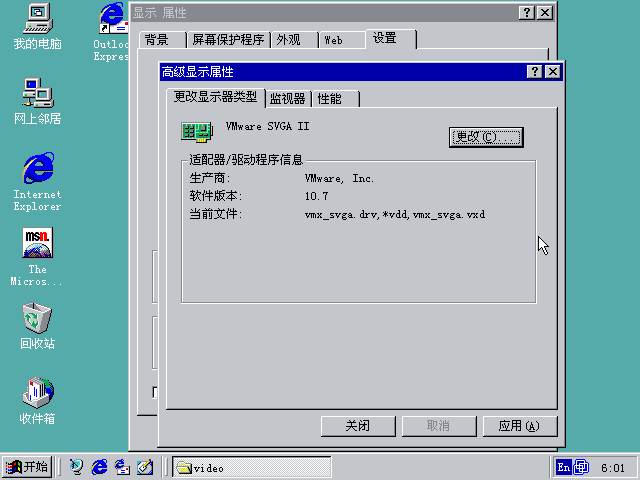 我的电脑
Outloo
Expres
网上邻居
Internet
Explorer
msn.
The
Micros...
回收站
收件箱
显示 属性
背景
屏幕保护程序
外观
Web
设置
高级显示属性
更改显示器类型
监视器
性能
VMware SVGA II
更改(C)...
适配器/驱动程序信息
生产商: VMware, Inc.
软件版本: 10.7
当前文件: vmx_svga.drv,*vdd,vmx_svga.vxd
关闭
取消
应用(A)
开始
video
En
6:01